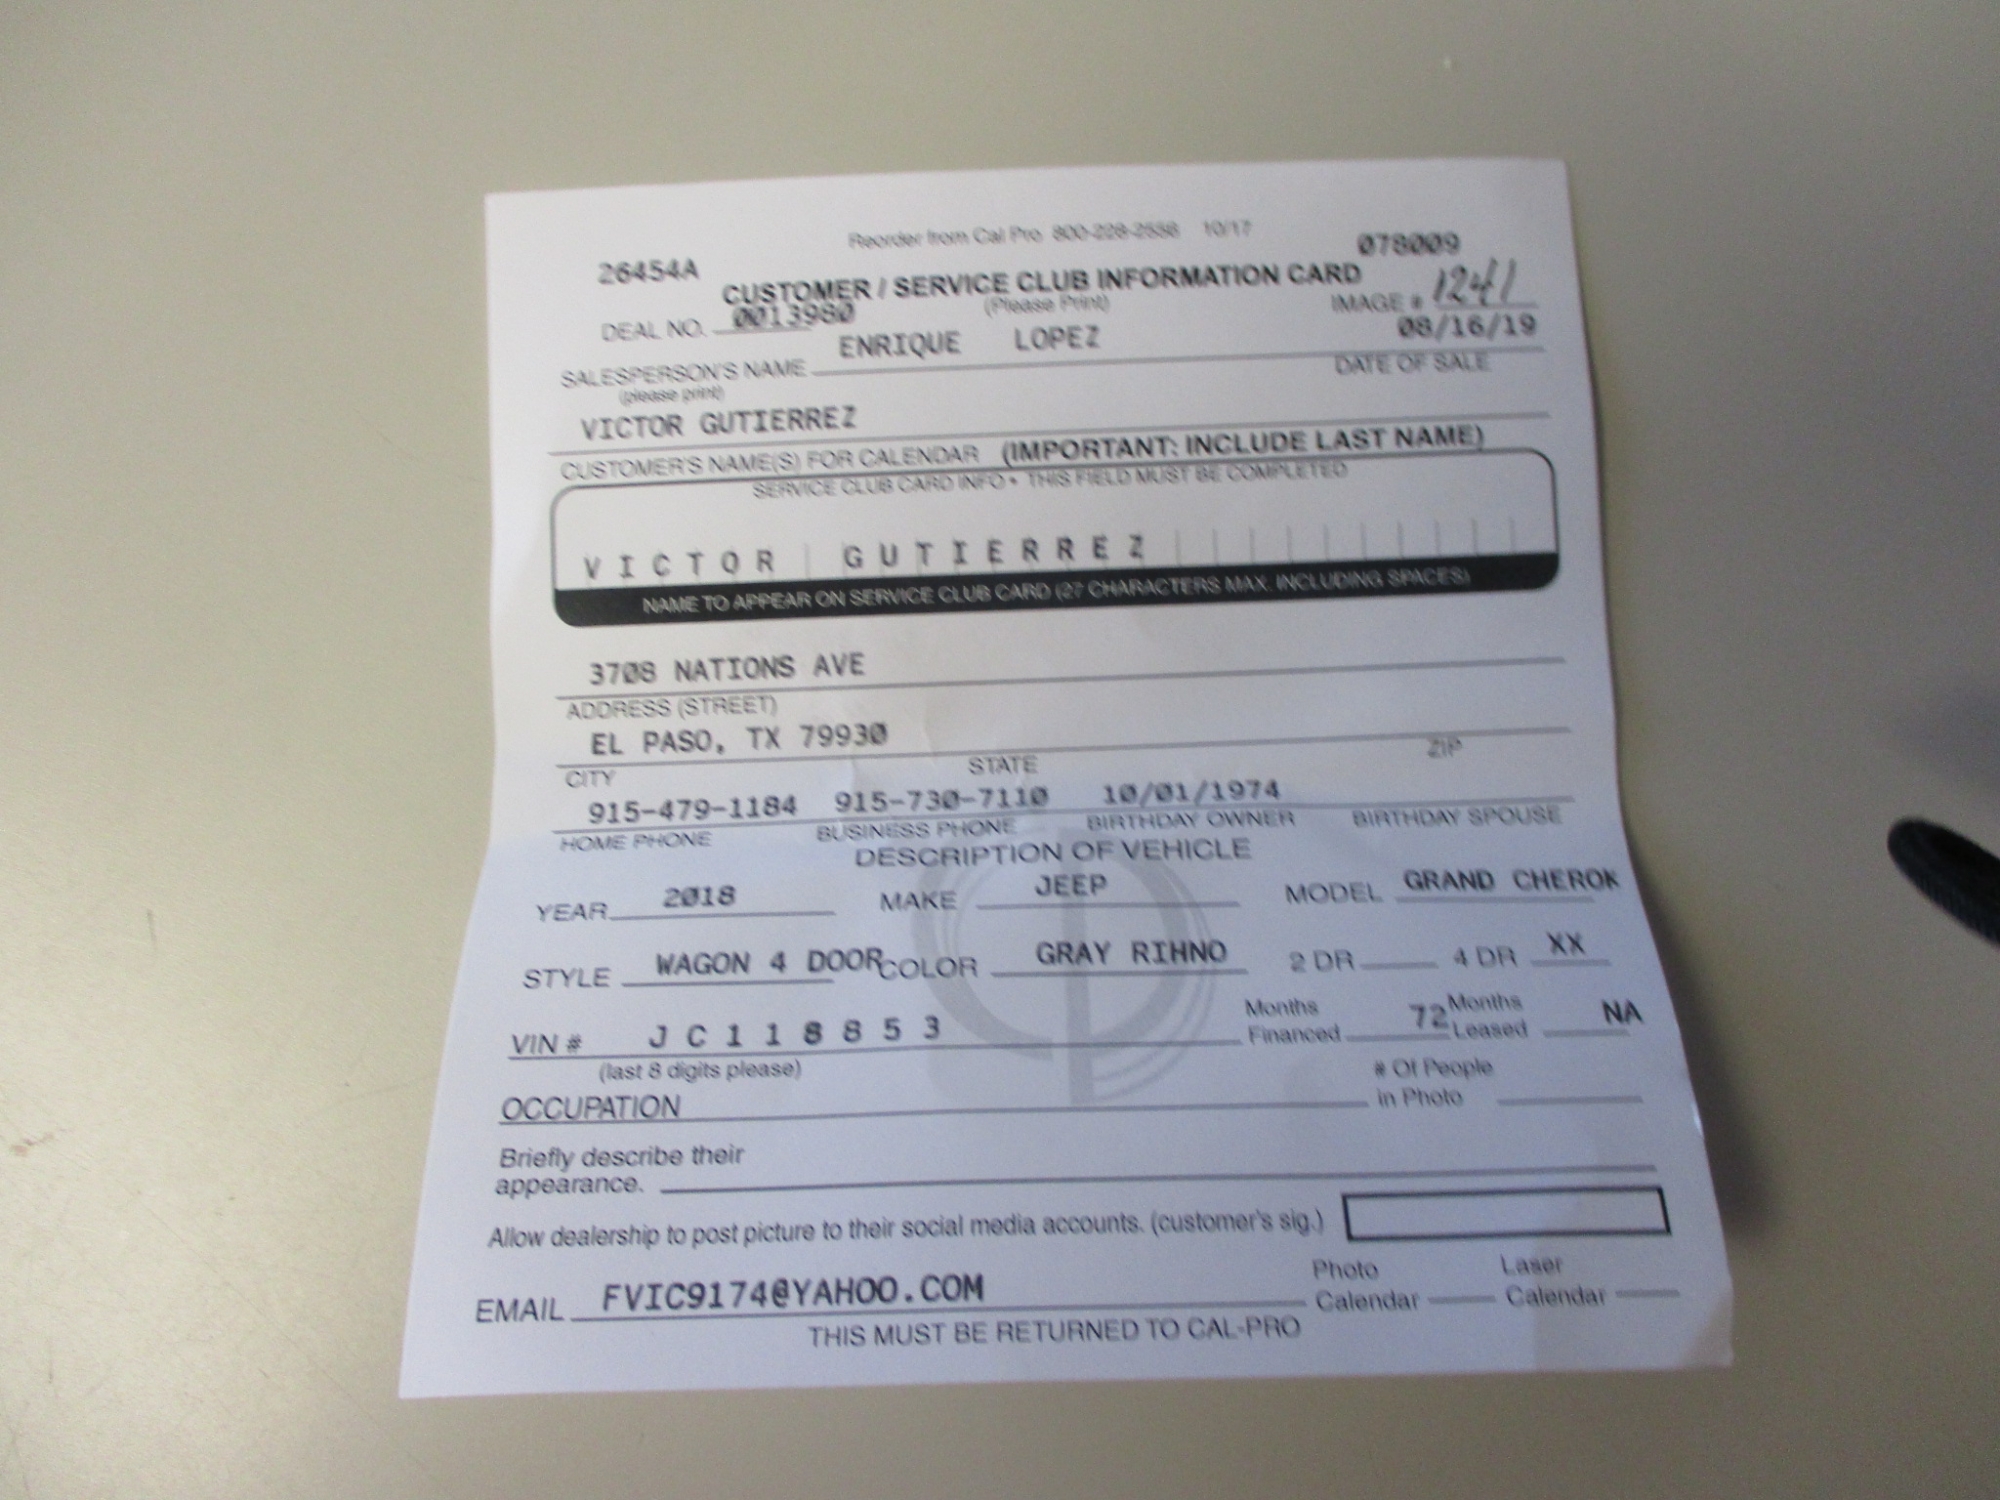 Reorder from Cal Pro 800-228-2558 10/17
26454A 078009
CUSTOMER / SERVICE CLUB INFORMATION CARD
(Please Print)
DEAL NO. 0013980 IMAGE # 1241
08/16/19
SALESPERSON'S NAME ENRIQUE LOPEZ DATE OF SALE
(please print)
VICTOR GUTIERREZ
CUSTOMER'S NAME(S) FOR CALENDAR (IMPORTANT: INCLUDE LAST NAME)
SERVICE CLUB CARD INFO • THIS FIELD MUST BE COMPLETED
VICTOR GUTIERREZ
NAME TO APPEAR ON SERVICE CLUB CARD (27 CHARACTERS MAX. INCLUDING SPACES)
3708 NATIONS AVE
ADDRESS (STREET)
EL PASO, TX 79930
CITY STATE ZIP
915-479-1184 915-730-7110 10/01/1974
HOME PHONE BUSINESS PHONE BIRTHDAY OWNER BIRTHDAY SPOUSE
DESCRIPTION OF VEHICLE
YEAR 2018 MAKE JEEP MODEL GRAND CHEROK
STYLE WAGON 4 DOOR COLOR GRAY RIHNO 2 DR 4 DR XX
VIN # JC118853 Months Financed 72 Months Leased NA
(last 8 digits please)
OCCUPATION # Of People in Photo
Briefly describe their
appearance.
Allow dealership to post picture to their social media accounts. (customer's sig.)
EMAIL FVIC9174@YAHOO.COM Photo Calendar Laser Calendar
THIS MUST BE RETURNED TO CAL-PRO